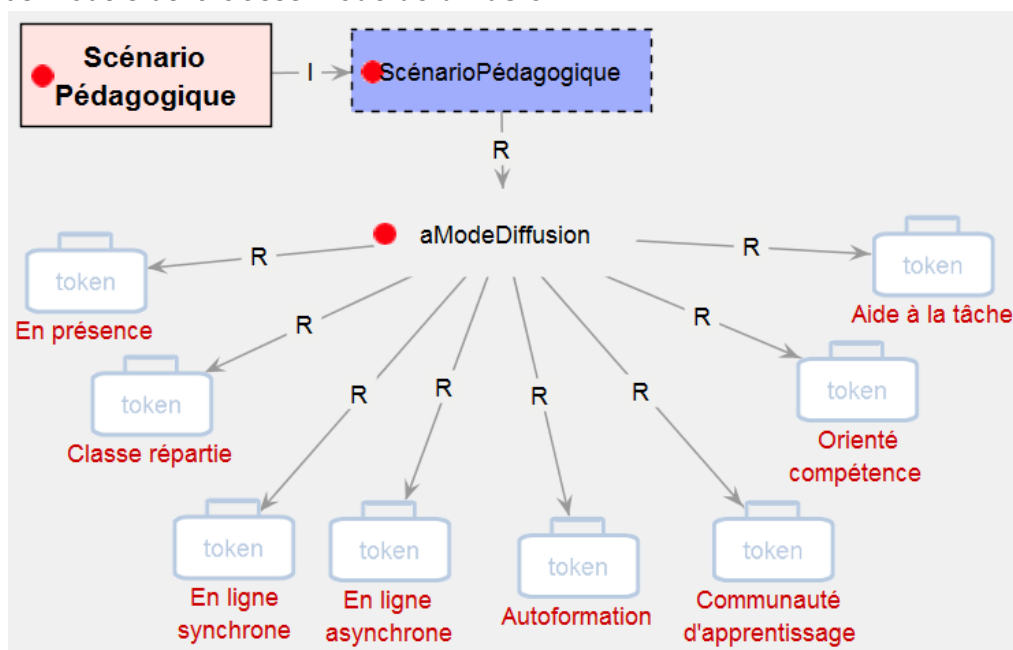 Scénario
Pédagogique
I
ScénarioPédagogique
R
aModeDiffusion
R
R
token
En présence
token
Aide à la tâche
R
R
token
Classe répartie
token
Orienté
compétence
R
R
R
R
token
En ligne
synchrone
token
En ligne
asynchrone
token
Autoformation
token
Communauté
d'apprentissage